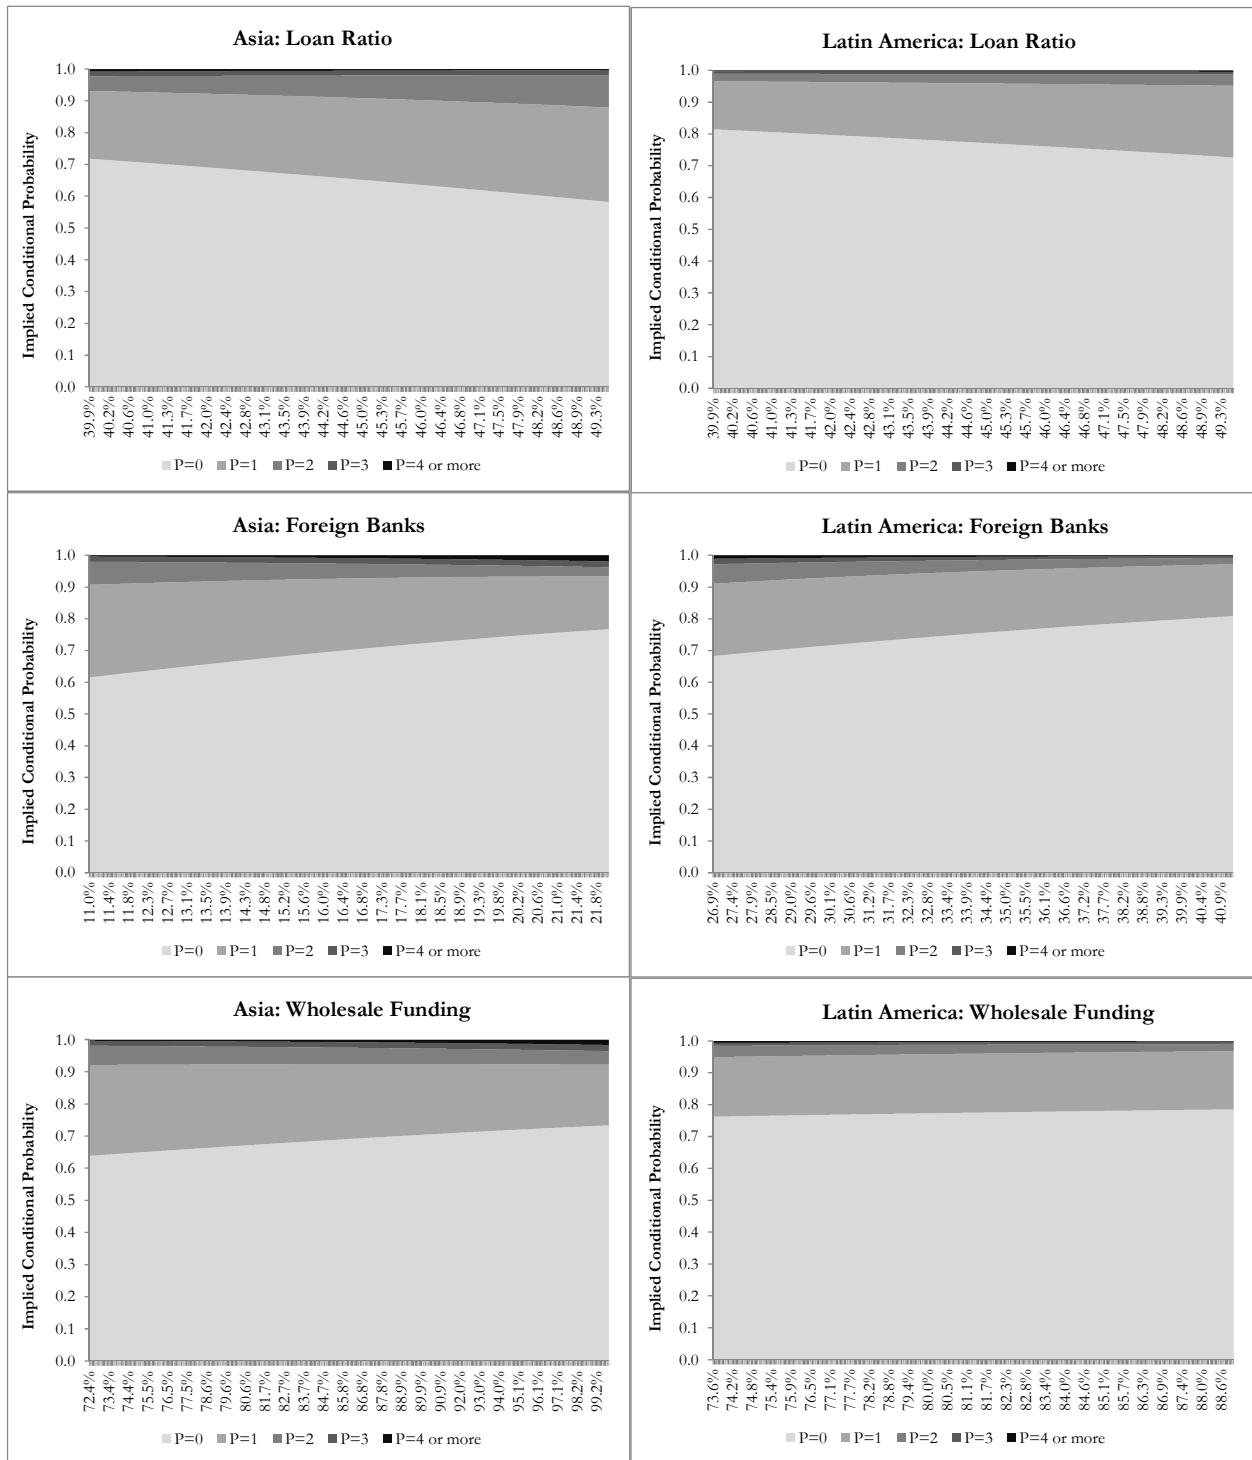 Asia: Loan Ratio
Implied Conditional Probability
1.0
0.9
0.8
0.7
0.6
0.5
0.4
0.3
0.2
0.1
0.0
39.9% 40.2% 40.6% 41.0% 41.3% 41.7% 42.0% 42.4% 42.8% 43.1% 43.5% 43.9% 44.2% 44.6% 45.0% 45.3% 45.7% 46.0% 46.4% 46.8% 47.1% 47.5% 47.9% 48.2% 48.6% 48.9% 49.3%
P=0 P=1 P=2 P=3 P=4 or more
Latin America: Loan Ratio
Implied Conditional Probability
1.0
0.9
0.8
0.7
0.6
0.5
0.4
0.3
0.2
0.1
0.0
39.9% 40.2% 40.6% 41.0% 41.3% 41.7% 42.0% 42.4% 42.8% 43.1% 43.5% 43.9% 44.2% 44.6% 45.0% 45.3% 45.7% 46.0% 46.4% 46.8% 47.1% 47.5% 47.9% 48.2% 48.6% 48.9% 49.3%
P=0 P=1 P=2 P=3 P=4 or more
Asia: Foreign Banks
Implied Conditional Probability
1.0
0.9
0.8
0.7
0.6
0.5
0.4
0.3
0.2
0.1
0.0
11.0% 11.4% 11.8% 12.3% 12.7% 13.1% 13.5% 13.9% 14.3% 14.8% 15.2% 15.6% 16.0% 16.4% 16.8% 17.3% 17.7% 18.1% 18.5% 18.9% 19.3% 19.7% 20.2% 20.6% 21.0% 21.4% 21.8%
P=0 P=1 P=2 P=3 P=4 or more
Latin America: Foreign Banks
Implied Conditional Probability
1.0
0.9
0.8
0.7
0.6
0.5
0.4
0.3
0.2
0.1
0.0
26.9% 27.4% 27.9% 28.5% 29.0% 29.6% 30.1% 30.6% 31.2% 31.7% 32.3% 32.8% 33.4% 33.9% 34.4% 35.0% 35.5% 36.1% 36.6% 37.2% 37.7% 38.2% 38.8% 39.3% 39.9% 40.4% 40.9%
P=0 P=1 P=2 P=3 P=4 or more
Asia: Wholesale Funding
Implied Conditional Probability
1.0
0.9
0.8
0.7
0.6
0.5
0.4
0.3
0.2
0.1
0.0
72.4% 73.4% 74.4% 75.5% 76.5% 77.5% 78.6% 79.6% 80.6% 81.7% 82.7% 83.7% 84.7% 85.8% 86.8% 87.8% 88.9% 89.9% 90.9% 92.0% 93.0% 94.0% 95.1% 96.1% 97.1% 98.2% 99.2%
P=0 P=1 P=2 P=3 P=4 or more
Latin America: Wholesale Funding
Implied Conditional Probability
1.0
0.9
0.8
0.7
0.6
0.5
0.4
0.3
0.2
0.1
0.0
73.6% 74.2% 74.8% 75.4% 75.9% 76.5% 77.1% 77.7% 78.2% 78.8% 79.4% 80.0% 80.5% 81.1% 81.7% 82.3% 82.8% 83.4% 84.0% 84.6% 85.1% 85.7% 86.3% 86.9% 87.4% 88.0% 88.6%
P=0 P=1 P=2 P=3 P=4 or more